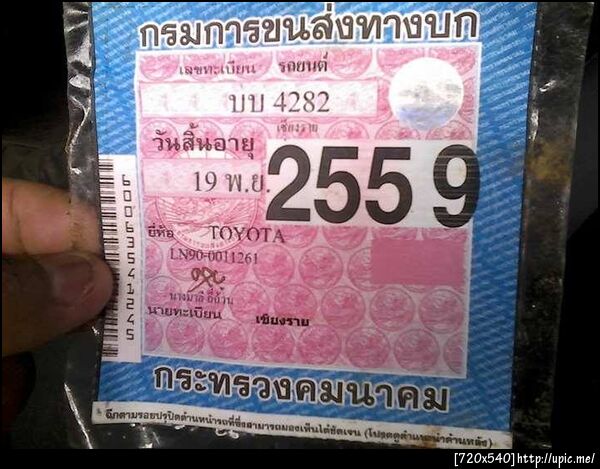 กรมการขนส่งทางบก
เลขทะเบียน รถยนต์
บบ 4282
เชียงราย
วันสิ้นอายุ
19 พ.ย. 2559
ยี่ห้อ TOYOTA
LN90-0011261
นายทะเบียน เชียงราย
60063541245
กระทรวงคมนาคม
[720x540]http://upic.me/